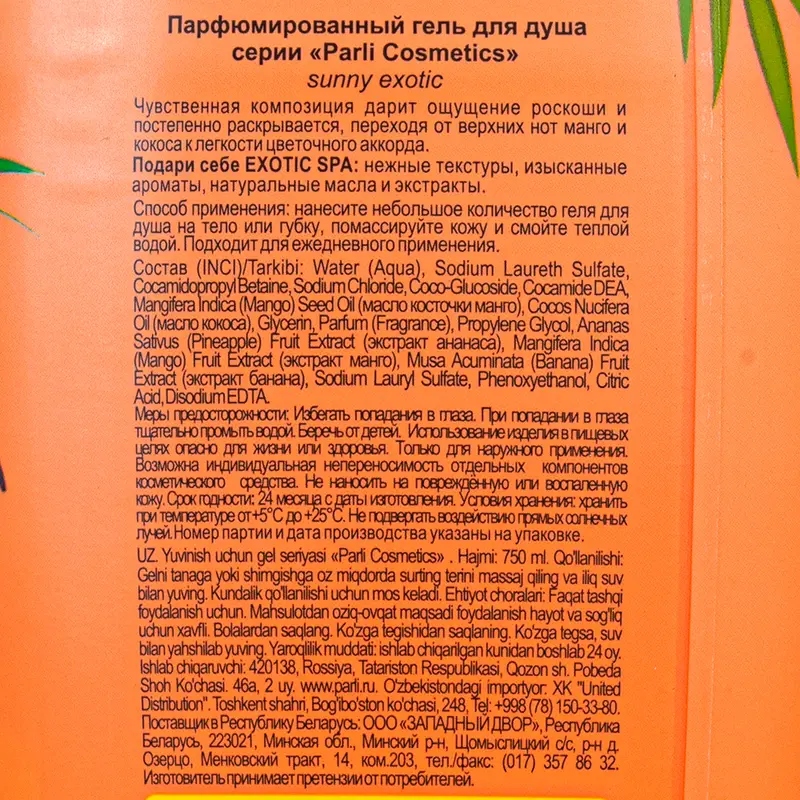 Парфюмированный гель для душа
серии «Parli Cosmetics»
sunny exotic
Чувственная композиция дарит ощущение роскоши и
постепенно раскрывается, переходя от верхних нот манго и
кокоса к легкости цветочного аккорда.
Подари себе EXOTIC SPA: нежные текстуры, изысканные
ароматы, натуральные масла и экстракты.
Способ применения: нанесите небольшое количество геля для
душа на тело или губку, помассируйте кожу и смойте теплой
водой. Подходит для ежедневного применения.
Состав (INCI)/Tarkibi: Water (Aqua), Sodium Laureth Sulfate,
Cocamidopropyl Betaine, Sodium Chloride, Coco-Glucoside, Cocamide DEA,
Mangifera Indica (Mango) Seed Oil (масло косточки манго), Cocos Nucifera
Oil (масло кокоса), Glycerin, Parfum (Fragrance), Propylene Glycol, Ananas
Sativus (Pineapple) Fruit Extract (экстракт ананаса), Mangifera Indica
(Mango) Fruit Extract (экстракт манго), Musa Acuminata (Banana) Fruit
Extract (экстракт банана), Sodium Lauryl Sulfate, Phenoxyethanol, Citric
Acid, Disodium EDTA.
Меры предосторожности: Избегать попадания в глаза. При попадании в глаза
тщательно промыть водой. Беречь от детей. Использование изделия в пищевых
целях опасно для жизни или здоровья. Только для наружного применения.
Возможна индивидуальная непереносимость отдельных компонентов
косметического средства. Не наносить на повреждённую или воспаленную
кожу. Срок годности: 24 месяца с даты изготовления. Условия хранения: хранить
при температуре от +5°С до +25°С. Не подвергать воздействию прямых солнечных
лучей. Номер партии и дата производства указаны на упаковке.
UZ. Yuvinish uchun gel seriyasi «Parli Cosmetics» . Hajmi: 750 ml. Qo'llanilishi:
Gelni tanaga yoki shimgishga oz miqdorda surting terini massaj qiling va iliq suv
bilan yuving. Kundalik qo'llanilishi uchun mos keladi. Ehtiyot choralari: Faqat tashqi
foydalanish uchun. Mahsulotdan oziq-ovqat maqsadi foydalanish hayot va sog'liq
uchun xavfli. Bolalardan saqlang. Ko'zga tegishidan saqlaning. Ko'zga tegsa, suv
bilan yahshilab yuving. Yaroqlilik muddati: ishlab chiqarilgan kunidan boshlab 24 oy.
Ishlab chiqaruvchi: 420138, Rossiya, Tatariston Respublikasi, Qozon sh. Pobeda
Shoh Ko'chasi. 46a, 2 uy. www.parli.ru. O'zbekistondagi importyor: XK "United
Distribution". Toshkent shahri, Bog'ibo'ston ko'chasi, 248, Tel: +998 (78) 150-33-80.
Поставщик в Республику Беларусь: ООО «ЗАПАДНЫЙ ДВОР», Республика
Беларусь, 223021, Минская обл., Минский р-н, Щомыслицкий с/с, р-н д.
Озерцо, Менковский тракт, 14, ком.203, тел./факс: (017) 357 86 32.
Изготовитель принимает претензии от потребителей.